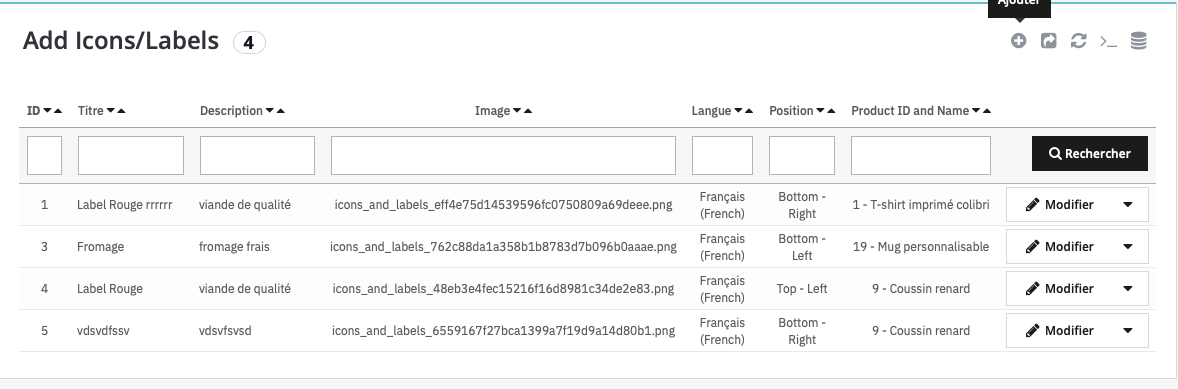 Ajouter
Add Icons/Labels 4
ID Titre Description Image Langue Position Product ID and Name
Rechercher
1 Label Rouge rrrrrr viande de qualité icons_and_labels_eff4e75d14539596fc0750809a69deee.png Français (French) Bottom - Right 1 - T-shirt imprimé colibri Modifier
3 Fromage fromage frais icons_and_labels_762c88da1a358b1b8783d7b096b0aaae.png Français (French) Bottom - Left 19 - Mug personnalisable Modifier
4 Label Rouge viande de qualité icons_and_labels_48eb3e4fec15216f16d8981c34de2e83.png Français (French) Top - Left 9 - Coussin renard Modifier
5 vdsvdfssv vdsvfsvsd icons_and_labels_6559167f27bca1399a7f19d9a14d80b1.png Français (French) Bottom - Right 9 - Coussin renard Modifier